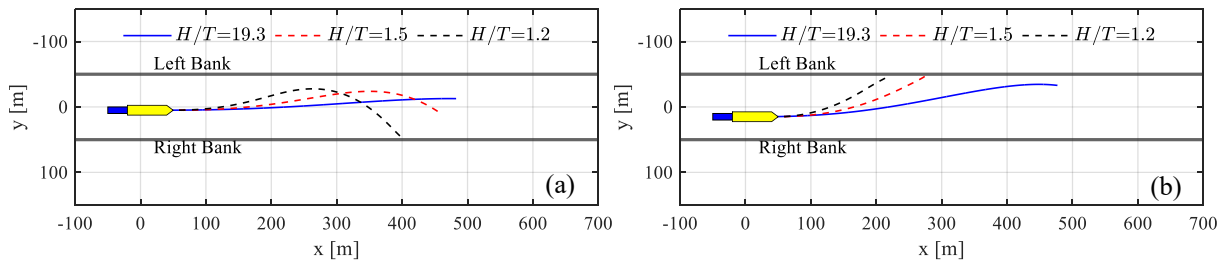 H/T=19.3 H/T=1.5 H/T=1.2
Left Bank
Right Bank
(a)
-100
0
100
y [m]
-100 0 100 200 300 400 500 600 700
x [m]
H/T=19.3 H/T=1.5 H/T=1.2
Left Bank
Right Bank
(b)
-100
0
100
y [m]
-100 0 100 200 300 400 500 600 700
x [m]